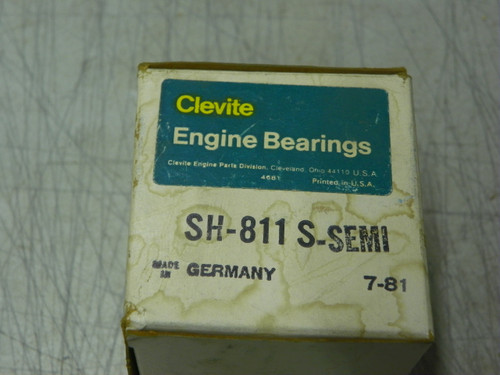 Clevite
Engine Bearings
Clevite Engine Parts Division, Cleveland, Ohio 44110 U.S.A
4681
Printed in U.S.A.
SH-811 S-SEMI
MADE IN GERMANY
7-81